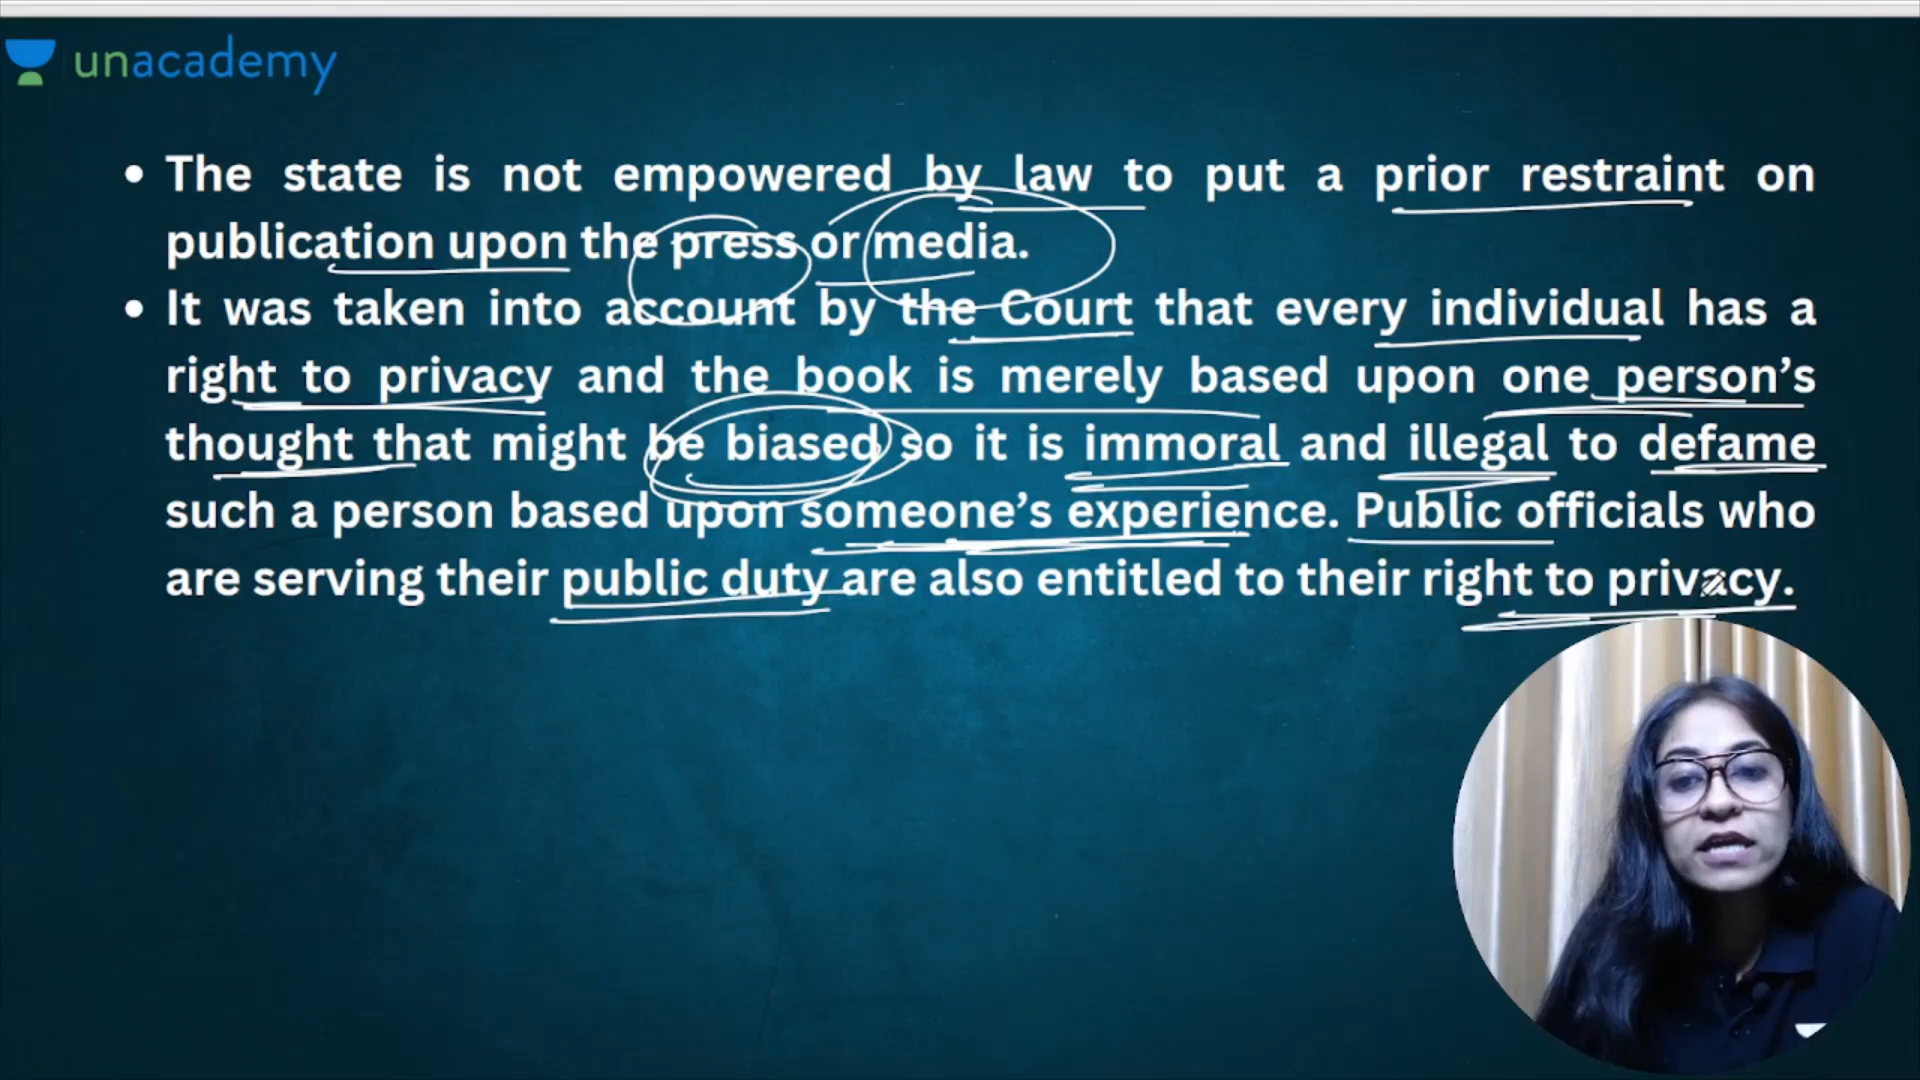 unacademy
• The state is not empowered by law to put a prior restraint on
publication upon the press or media.
• It was taken into account by the Court that every individual has a
right to privacy and the book is merely based upon one person’s
thought that might be biased so it is immoral and illegal to defame
such a person based upon someone’s experience. Public officials who
are serving their public duty are also entitled to their right to privacy.